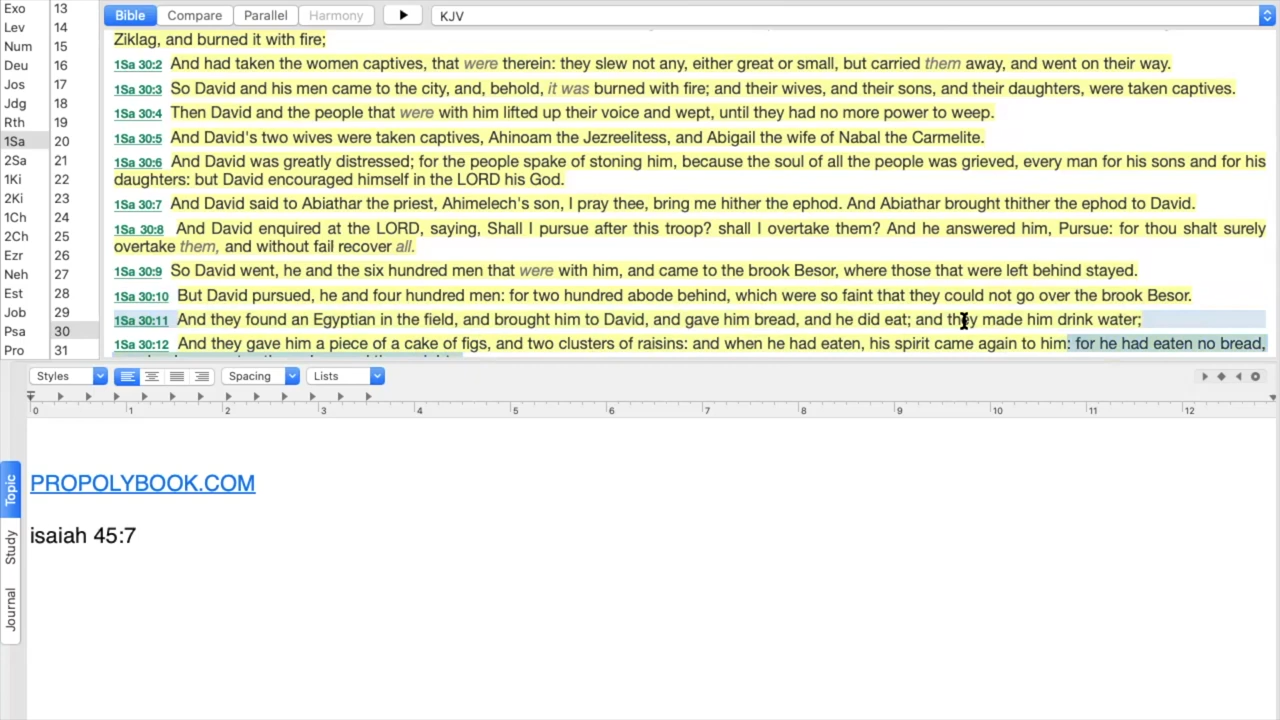 Exo 13
Lev 14
Num 15
Deu 16
Jos 17
Jdg 18
Rth 19
1Sa 20
2Sa 21
1Ki 22
2Ki 23
1Ch 24
2Ch 25
Ezr 26
Neh 27
Est 28
Job 29
Psa 30
Pro 31
Bible Compare Parallel Harmony KJV
Ziklag, and burned it with fire;
1Sa 30:2 And had taken the women captives, that were therein: they slew not any, either great or small, but carried them away, and went on their way.
1Sa 30:3 So David and his men came to the city, and, behold, it was burned with fire; and their wives, and their sons, and their daughters, were taken captives.
1Sa 30:4 Then David and the people that were with him lifted up their voice and wept, until they had no more power to weep.
1Sa 30:5 And David's two wives were taken captives, Ahinoam the Jezreelitess, and Abigail the wife of Nabal the Carmelite.
1Sa 30:6 And David was greatly distressed; for the people spake of stoning him, because the soul of all the people was grieved, every man for his sons and for his
daughters: but David encouraged himself in the LORD his God.
1Sa 30:7 And David said to Abiathar the priest, Ahimelech's son, I pray thee, bring me hither the ephod. And Abiathar brought thither the ephod to David.
1Sa 30:8 And David enquired at the LORD, saying, Shall I pursue after this troop? shall I overtake them? And he answered him, Pursue: for thou shalt surely
overtake them, and without fail recover all.
1Sa 30:9 So David went, he and the six hundred men that were with him, and came to the brook Besor, where those that were left behind stayed.
1Sa 30:10 But David pursued, he and four hundred men: for two hundred abode behind, which were so faint that they could not go over the brook Besor.
1Sa 30:11 And they found an Egyptian in the field, and brought him to David, and gave him bread, and he did eat; and they made him drink water;
1Sa 30:12 And they gave him a piece of a cake of figs, and two clusters of raisins: and when he had eaten, his spirit came again to him: for he had eaten no bread,
Styles Spacing Lists
0 1 2 3 4 5 6 7 8 9 10 11 12
Topic
Study
Journal
PROPOLYBOOK.COM
isaiah 45:7